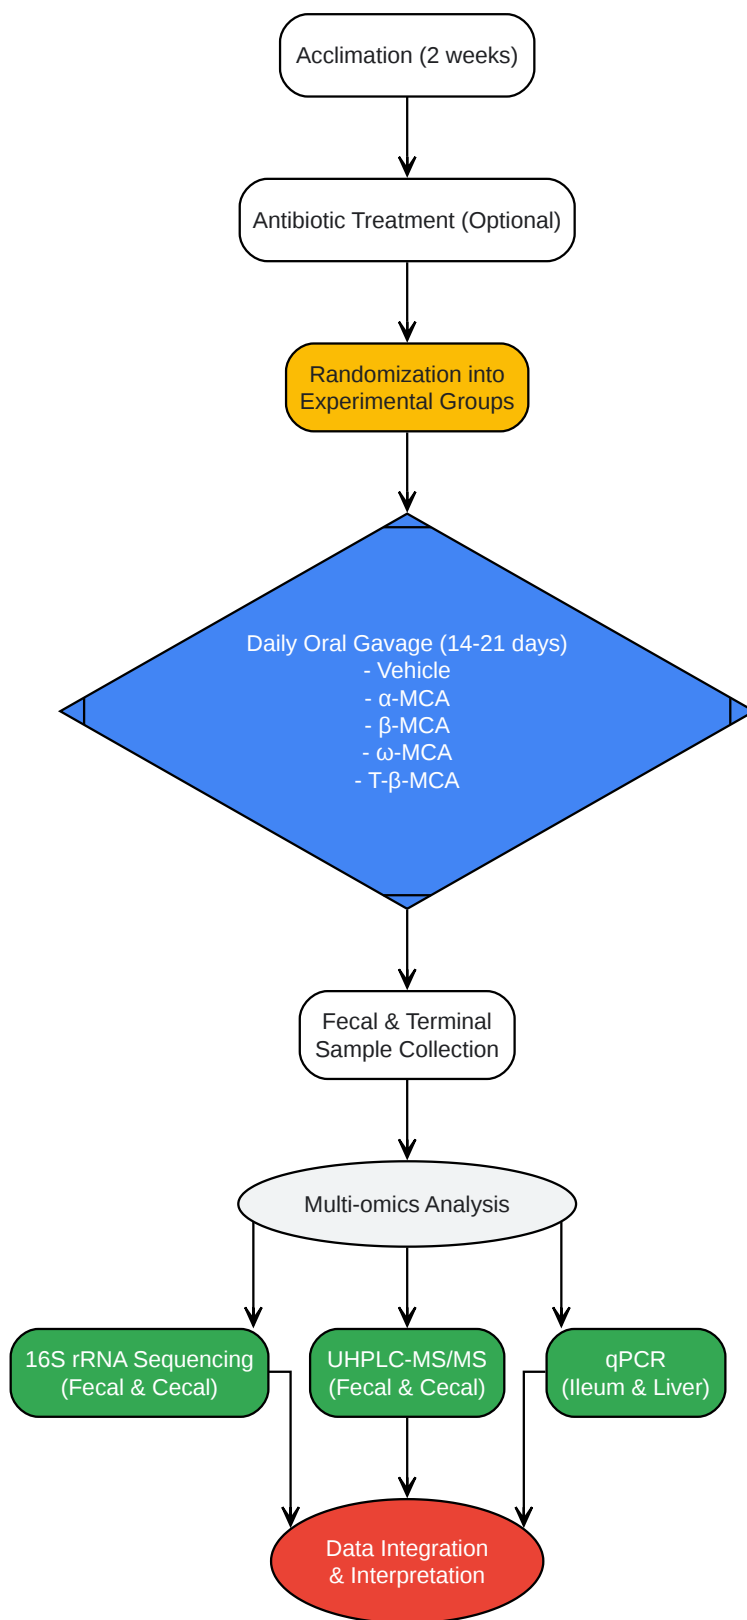 Acclimation (2 weeks)
Antibiotic Treatment (Optional)
Randomization into
Experimental Groups
Daily Oral Gavage (14-21 days)
- Vehicle
- α-MCA
- β-MCA
- ω-MCA
- T-β-MCA
Fecal & Terminal
Sample Collection
Multi-omics Analysis
16S rRNA Sequencing
(Fecal & Cecal)
UHPLC-MS/MS
(Fecal & Cecal)
qPCR
(Ileum & Liver)
Data Integration
& Interpretation